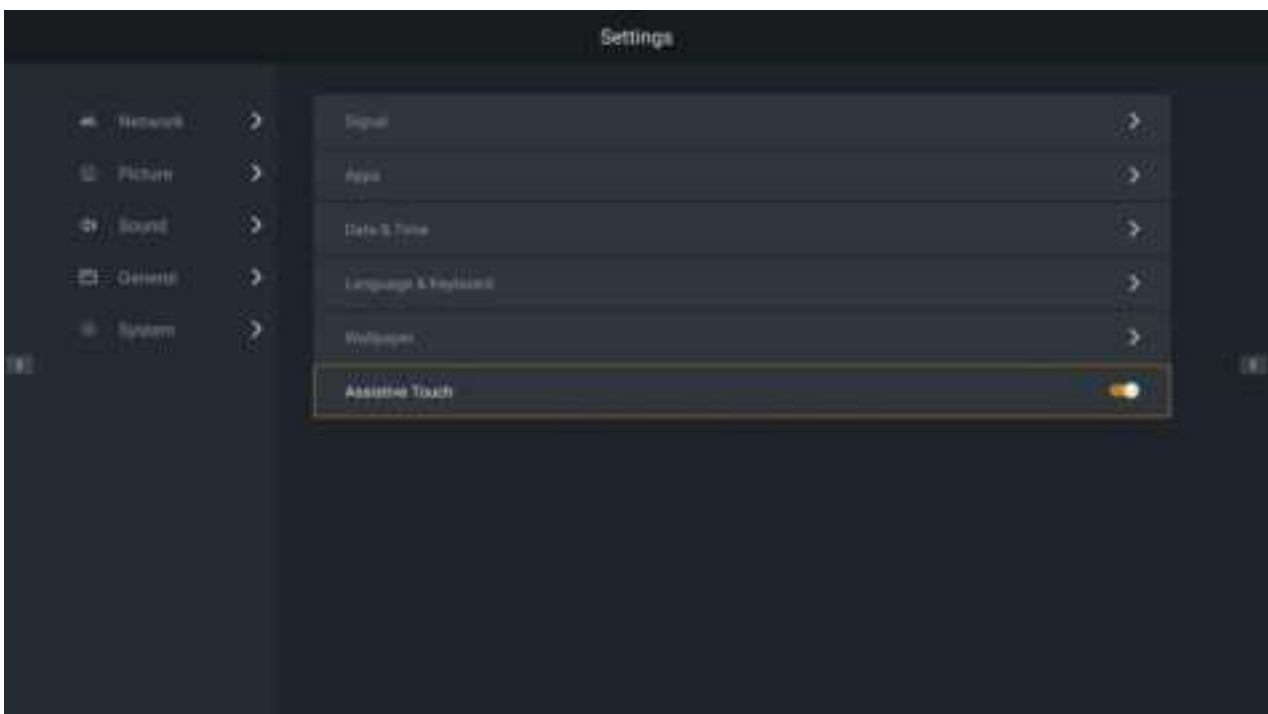 Settings
Network
Picture
Sound
General
System
Signal
Apps
Date & Time
Language & Keyboard
Wallpaper
Assistive Touch